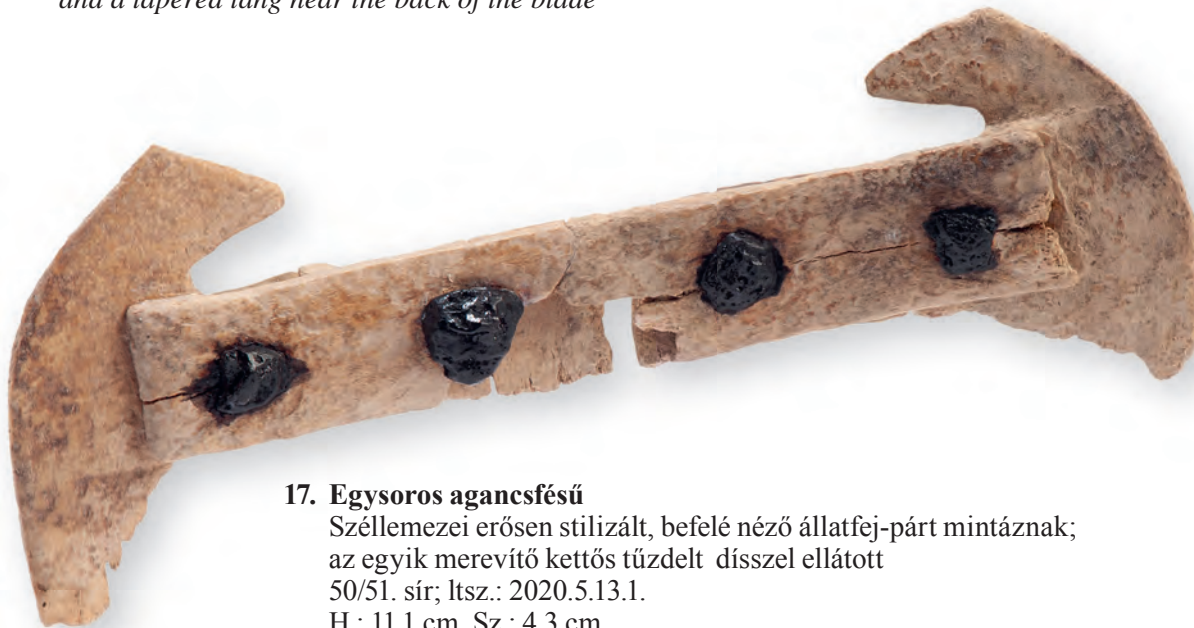 and a tapered tang near the back of the blade
17. Egysoros agancsfésű
Széllemezei erősen stilizált, befelé néző állatfej-párt mintáznak;
az egyik merevítő kettős tűzdelt dísszel ellátott
50/51. sír; ltsz.: 2020.5.13.1.
H.: 11,1 cm, Sz.: 4,3 cm